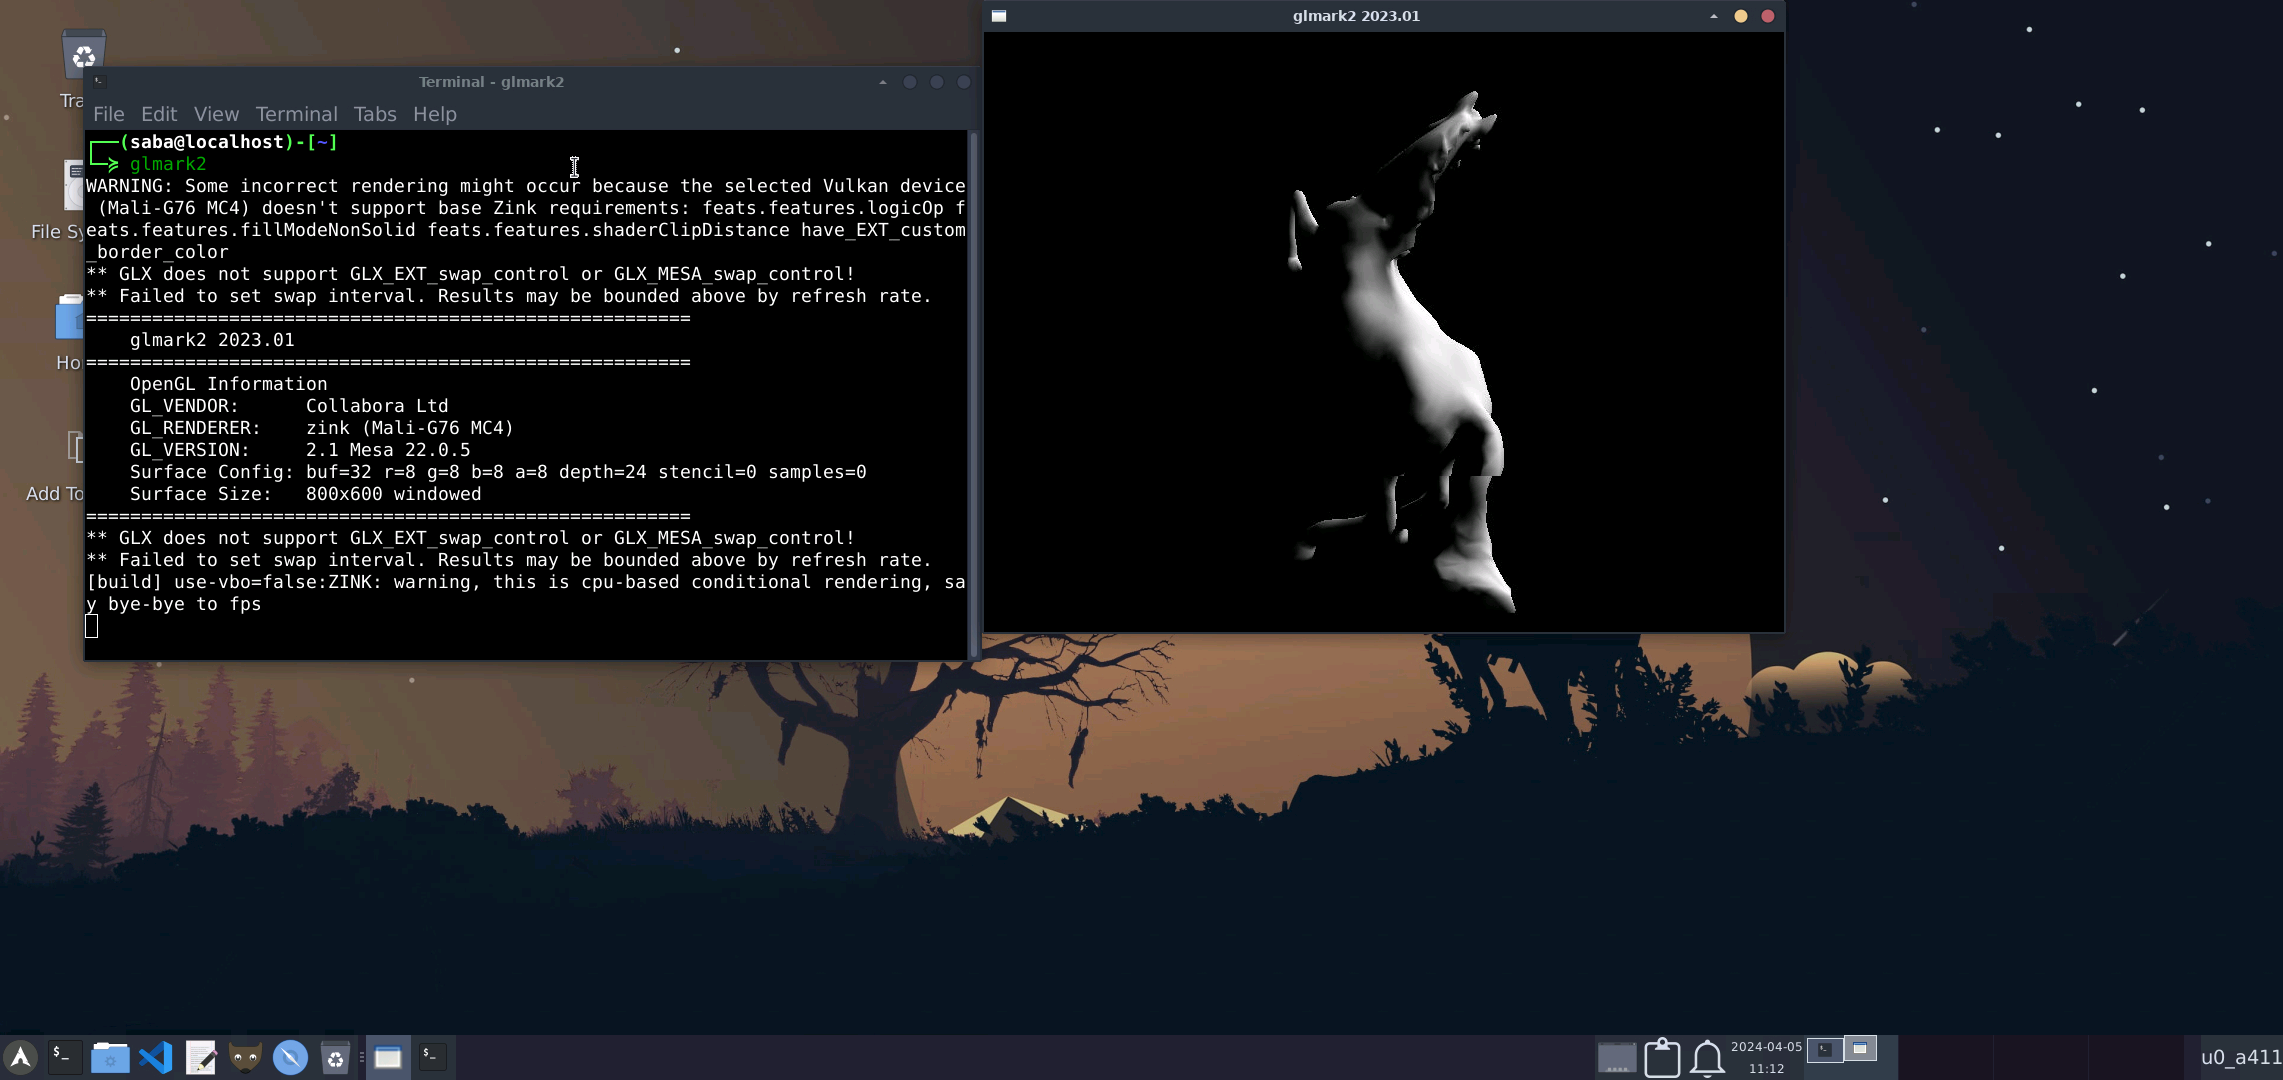 glmark2 2023.01
Tra
Terminal - glmark2
File Edit View Terminal Tabs Help
(saba@localhost)-[~]
glmark2
WARNING: Some incorrect rendering might occur because the selected Vulkan device
(Mali-G76 MC4) doesn't support base Zink requirements: feats.features.logicOp f
eats.features.fillModeNonSolid feats.features.shaderClipDistance have_EXT_custom
_border_color
** GLX does not support GLX_EXT_swap_control or GLX_MESA_swap_control!
** Failed to set swap interval. Results may be bounded above by refresh rate.
=======================================================
glmark2 2023.01
=======================================================
OpenGL Information
GL_VENDOR: Collabora Ltd
GL_RENDERER: zink (Mali-G76 MC4)
GL_VERSION: 2.1 Mesa 22.0.5
Surface Config: buf=32 r=8 g=8 b=8 a=8 depth=24 stencil=0 samples=0
Surface Size: 800x600 windowed
=======================================================
** GLX does not support GLX_EXT_swap_control or GLX_MESA_swap_control!
** Failed to set swap interval. Results may be bounded above by refresh rate.
[build] use-vbo=false:ZINK: warning, this is cpu-based conditional rendering, sa
y bye-bye to fps
File Sy
Ho
Add To
$_
$_
2024-04-05
11:12
u0_a411